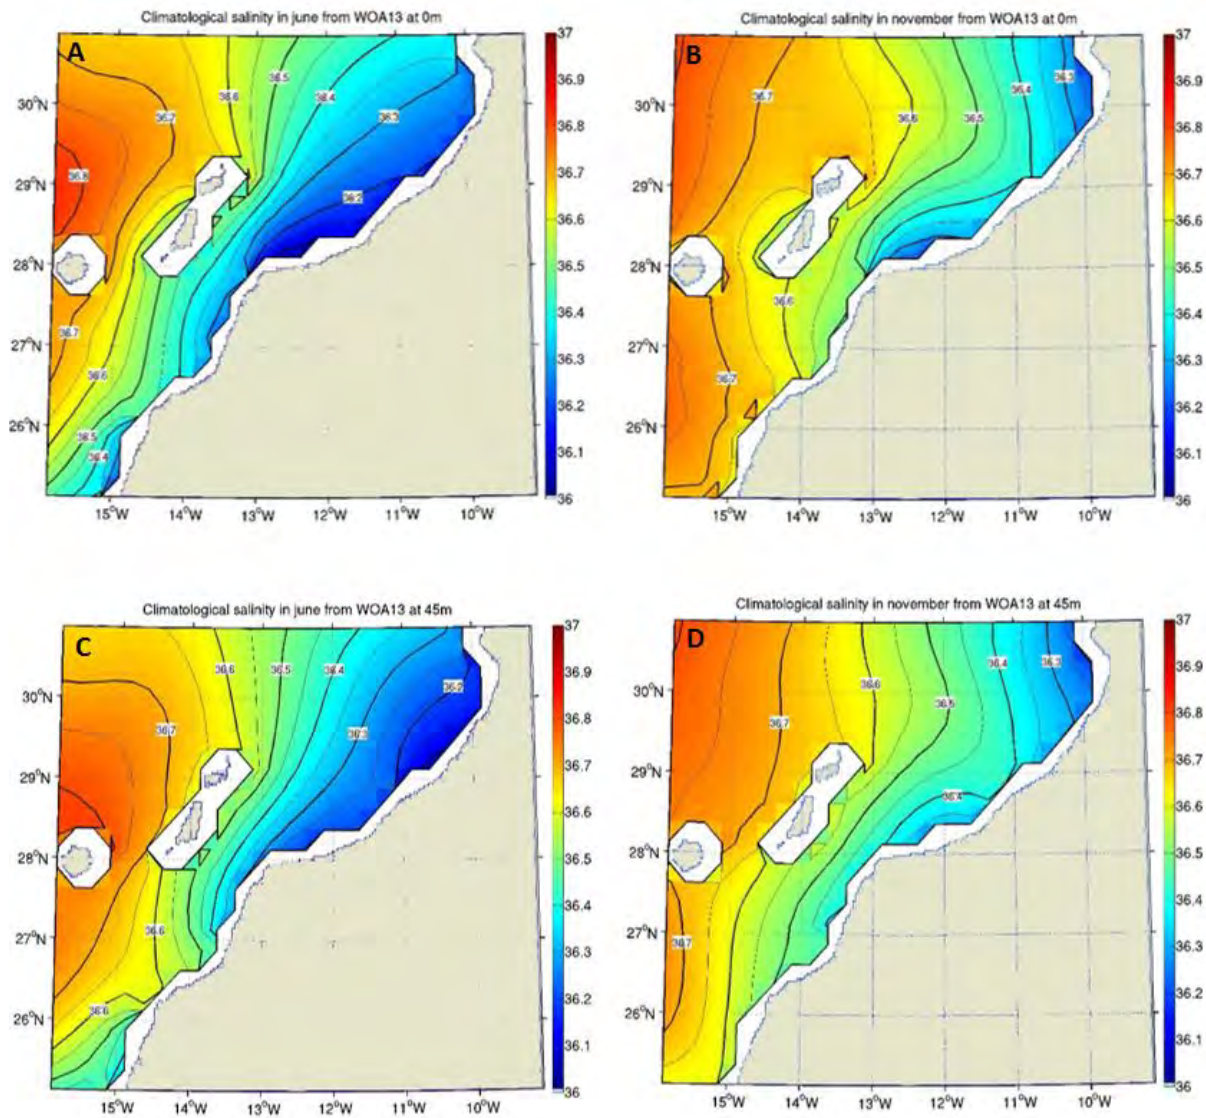 Climatological salinity in june from WOA13 at 0m
A
36.5
36.6
36.4
36.7
36.3
36.8
36.2
36.7
36.6
36.5
36.4
30°N
29°N
28°N
27°N
26°N
15°W 14°W 13°W 12°W 11°W 10°W
37
36.9
36.8
36.7
36.6
36.5
36.4
36.3
36.2
36.1
36
Climatological salinity in november from WOA13 at 0m
B
36.3
36.4
36.7
36.6
36.5
36.6
36.7
30°N
29°N
28°N
27°N
26°N
15°W 14°W 13°W 12°W 11°W 10°W
37
36.9
36.8
36.7
36.6
36.5
36.4
36.3
36.2
36.1
36
Climatological salinity in june from WOA13 at 45m
C
36.6
36.5
36.4
36.2
36.7
36.3
36.6
36.6
30°N
29°N
28°N
27°N
26°N
15°W 14°W 13°W 12°W 11°W 10°W
37
36.9
36.8
36.7
36.6
36.5
36.4
36.3
36.2
36.1
36
Climatological salinity in november from WOA13 at 45m
D
36.4
36.3
36.6
36.5
36.7
36.4
36.7
30°N
29°N
28°N
27°N
26°N
15°W 14°W 13°W 12°W 11°W 10°W
37
36.9
36.8
36.7
36.6
36.5
36.4
36.3
36.2
36.1
36